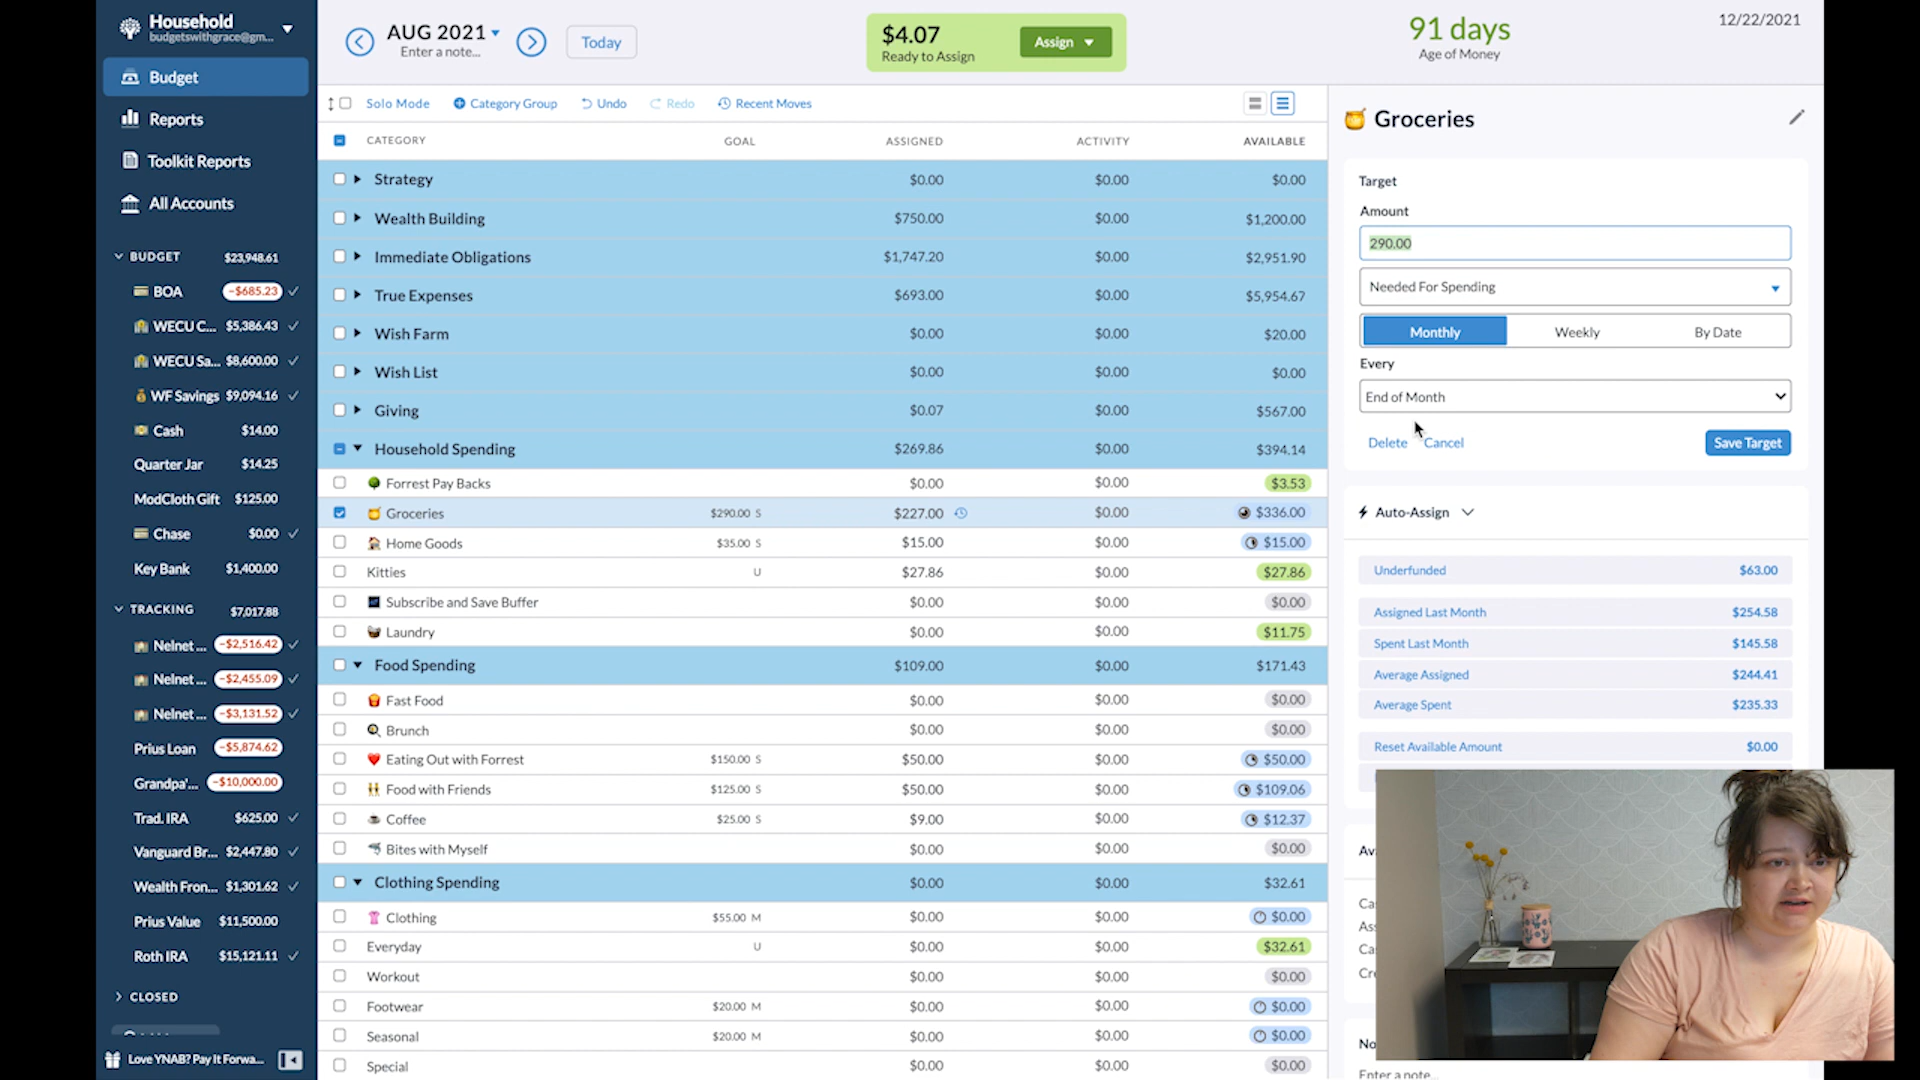 Household
budgetswithgrace@gm...
Budget
Reports
Toolkit Reports
All Accounts
BUDGET $23,948.61
BOA -$685.23
WECU C... $5,386.43
WECU Sa... $8,600.00
WF Savings $9,094.16
Cash $14.00
Quarter Jar $14.25
ModCloth Gift $125.00
Chase $0.00
Key Bank $1,400.00
TRACKING $7,017.88
Nelnet ... -$2,516.42
Nelnet ... -$2,455.09
Nelnet ... -$3,131.52
Prius Loan -$5,874.62
Grandpa'... -$10,000.00
Trad. IRA $625.00
Vanguard Br... $2,447.80
Wealth Fron... $1,301.62
Prius Value $11,500.00
Roth IRA $15,121.11
CLOSED
Love YNAB? Pay It Forwa...
AUG 2021
Enter a note...
Today
$4.07
Ready to Assign
Assign
91 days
Age of Money
12/22/2021
Solo Mode Category Group Undo Redo Recent Moves
CATEGORY GOAL ASSIGNED ACTIVITY AVAILABLE
Strategy $0.00 $0.00 $0.00
Wealth Building $750.00 $0.00 $1,200.00
Immediate Obligations $1,747.20 $0.00 $2,951.90
True Expenses $693.00 $0.00 $5,954.67
Wish Farm $0.00 $0.00 $20.00
Wish List $0.00 $0.00 $0.00
Giving $0.07 $0.00 $567.00
Household Spending $269.86 $0.00 $394.14
Forrest Pay Backs $0.00 $0.00 $3.53
Groceries $290.00 S $227.00 $0.00 $336.00
Home Goods $35.00 S $15.00 $0.00 $15.00
Kitties U $27.86 $0.00 $27.86
Subscribe and Save Buffer $0.00 $0.00 $0.00
Laundry $0.00 $0.00 $11.75
Food Spending $109.00 $0.00 $171.43
Fast Food $0.00 $0.00 $0.00
Brunch $0.00 $0.00 $0.00
Eating Out with Forrest $150.00 S $50.00 $0.00 $50.00
Food with Friends $125.00 S $50.00 $0.00 $109.06
Coffee $25.00 S $9.00 $0.00 $12.37
Bites with Myself $0.00 $0.00 $0.00
Clothing Spending $0.00 $0.00 $32.61
Clothing $55.00 M $0.00 $0.00 $0.00
Everyday U $0.00 $0.00 $32.61
Workout $0.00 $0.00 $0.00
Footwear $20.00 M $0.00 $0.00 $0.00
Seasonal $20.00 M $0.00 $0.00 $0.00
Special $0.00 $0.00 $0.00
Groceries
Target
Amount
290.00
Needed For Spending
Monthly Weekly By Date
Every
End of Month
Delete Cancel Save Target
Auto-Assign
Underfunded $63.00
Assigned Last Month $254.58
Spent Last Month $145.58
Average Assigned $244.41
Average Spent $235.33
Reset Available Amount $0.00
Av
Ca
Ass
Ca
Cr
No
Enter a note...